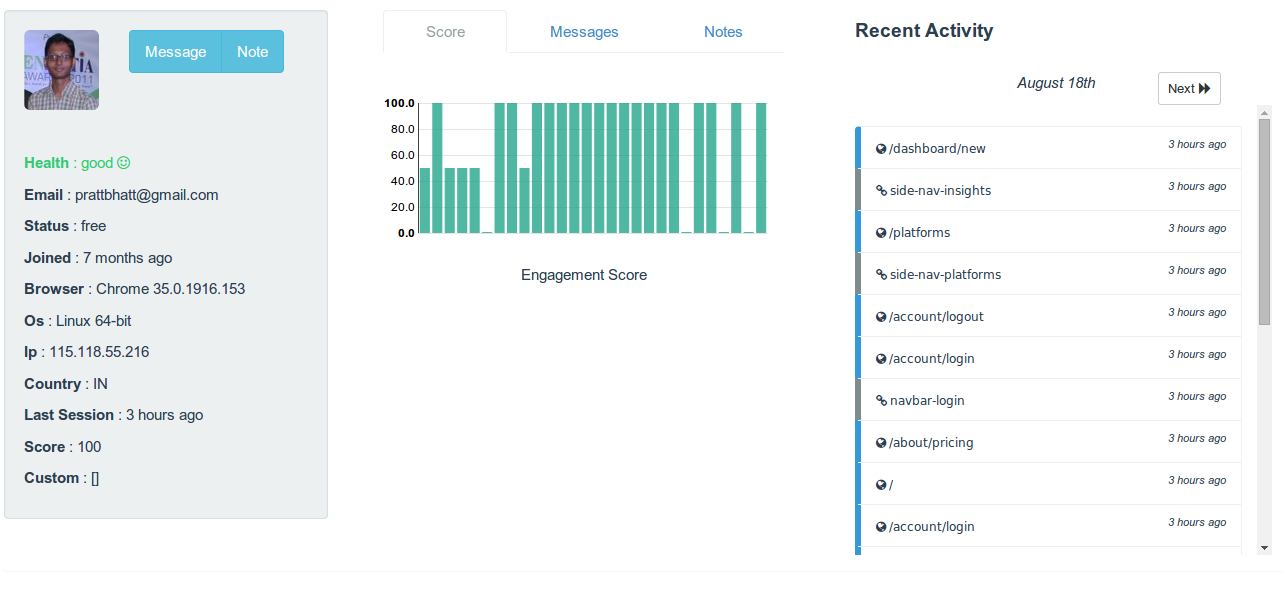 EN TIA
AWAR 2011
Message Note
Health : good
Email : prattbhatt@gmail.com
Status : free
Joined : 7 months ago
Browser : Chrome 35.0.1916.153
Os : Linux 64-bit
Ip : 115.118.55.216
Country : IN
Last Session : 3 hours ago
Score : 100
Custom : []
Score Messages Notes
100.0
80.0
60.0
40.0
20.0
0.0
Engagement Score
Recent Activity
August 18th Next
/dashboard/new 3 hours ago
side-nav-insights 3 hours ago
/platforms 3 hours ago
side-nav-platforms 3 hours ago
/account/logout 3 hours ago
/account/login 3 hours ago
navbar-login 3 hours ago
/about/pricing 3 hours ago
/ 3 hours ago
/account/login 3 hours ago